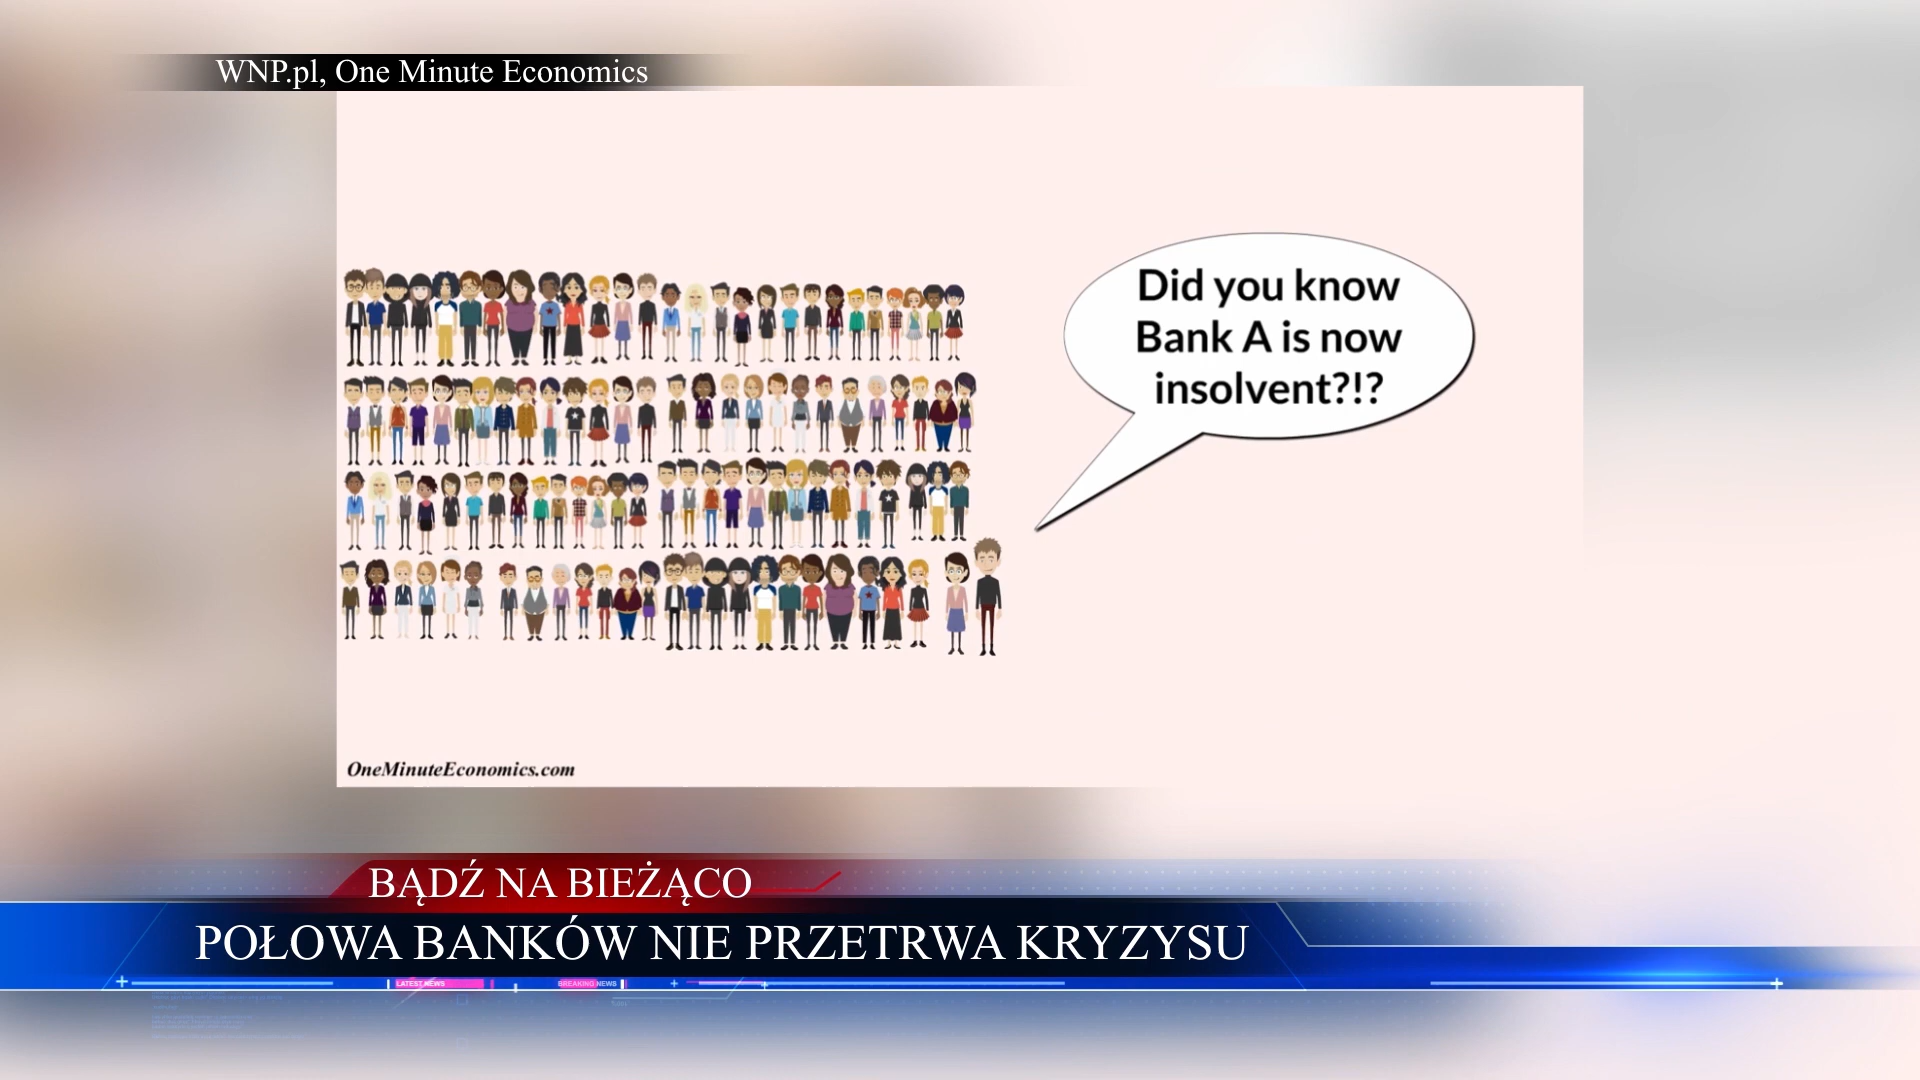 WNP.pl, One Minute Economics
Did you know
Bank A is now
insolvent?!?
OneMinuteEconomics.com
BĄDŹ NA BIEŻĄCO
POŁOWA BANKÓW NIE PRZETRWA KRYZYSU
LATEST NEWS
BREAKING NEWS